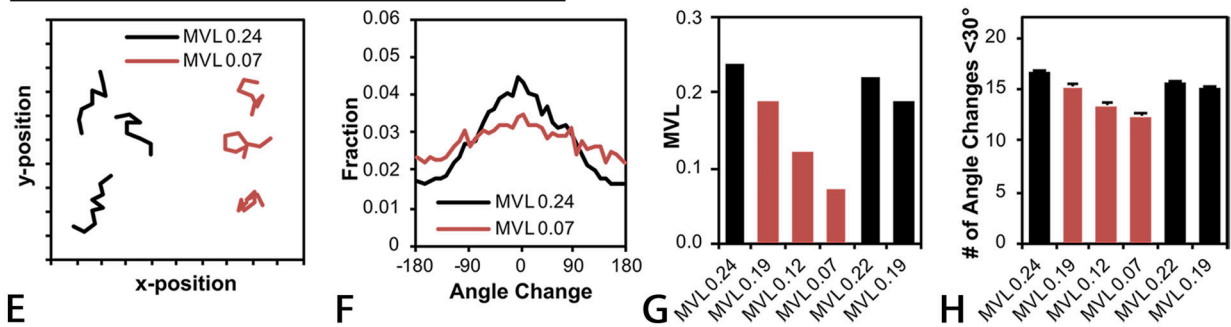 MVL 0.24
MVL 0.07
y-position
x-position
E
0.06
0.05
0.04
0.03
0.02
0.01
0
Fraction
MVL 0.24
MVL 0.07
-180 -90 0 90 180
Angle Change
F
0.3
0.2
0.1
0.0
MVL
MVL 0.24 MVL 0.19 MVL 0.12 MVL 0.07 MVL 0.22 MVL 0.19
G
20
15
10
5
0
# of Angle Changes <30°
MVL 0.24 MVL 0.19 MVL 0.12 MVL 0.07 MVL 0.22 MVL 0.19
H